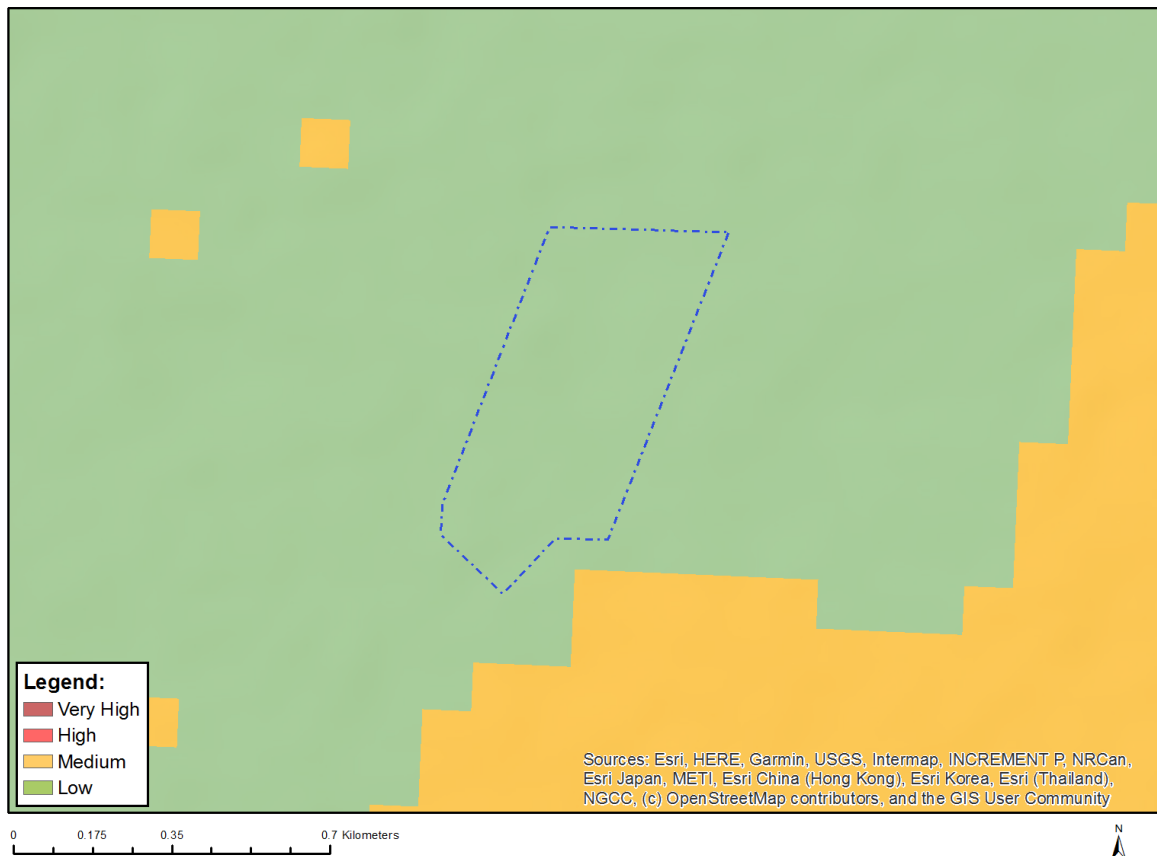 Legend:
Very High
High
Medium
Low
Sources: Esri, HERE, Garmin, USGS, Intermap, INCREMENT P, NRCan,
Esri Japan, METI, Esri China (Hong Kong), Esri Korea, Esri (Thailand),
NGCC, (c) OpenStreetMap contributors, and the GIS User Community
0 0.175 0.35 0.7 Kilometers
N